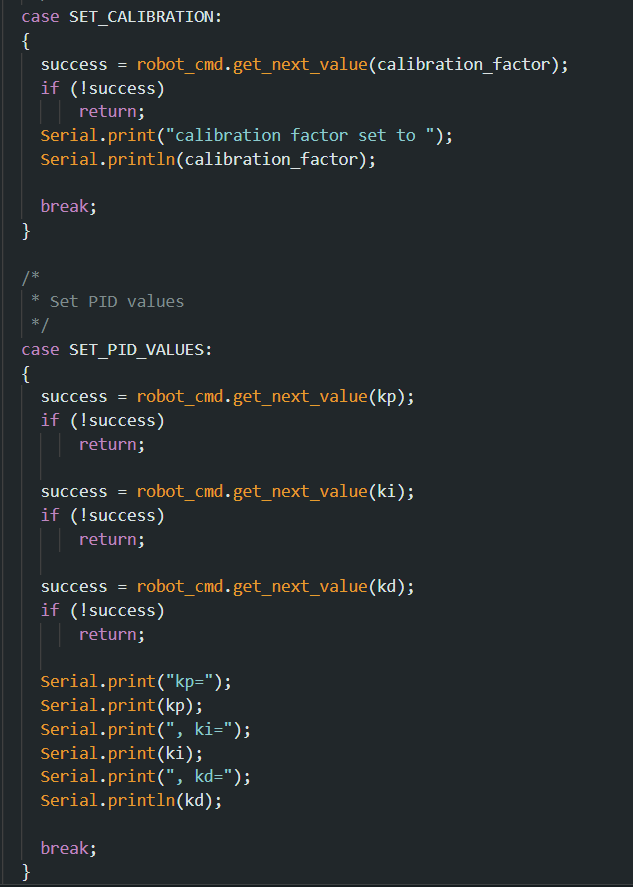 case SET_CALIBRATION:
{
success = robot_cmd.get_next_value(calibration_factor);
if (!success)
return;
Serial.print("calibration factor set to ");
Serial.println(calibration_factor);
break;
}
/*
* Set PID values
*/
case SET_PID_VALUES:
{
success = robot_cmd.get_next_value(kp);
if (!success)
return;
success = robot_cmd.get_next_value(ki);
if (!success)
return;
success = robot_cmd.get_next_value(kd);
if (!success)
return;
Serial.print("kp=");
Serial.print(kp);
Serial.print(", ki=");
Serial.print(ki);
Serial.print(", kd=");
Serial.println(kd);
break;
}